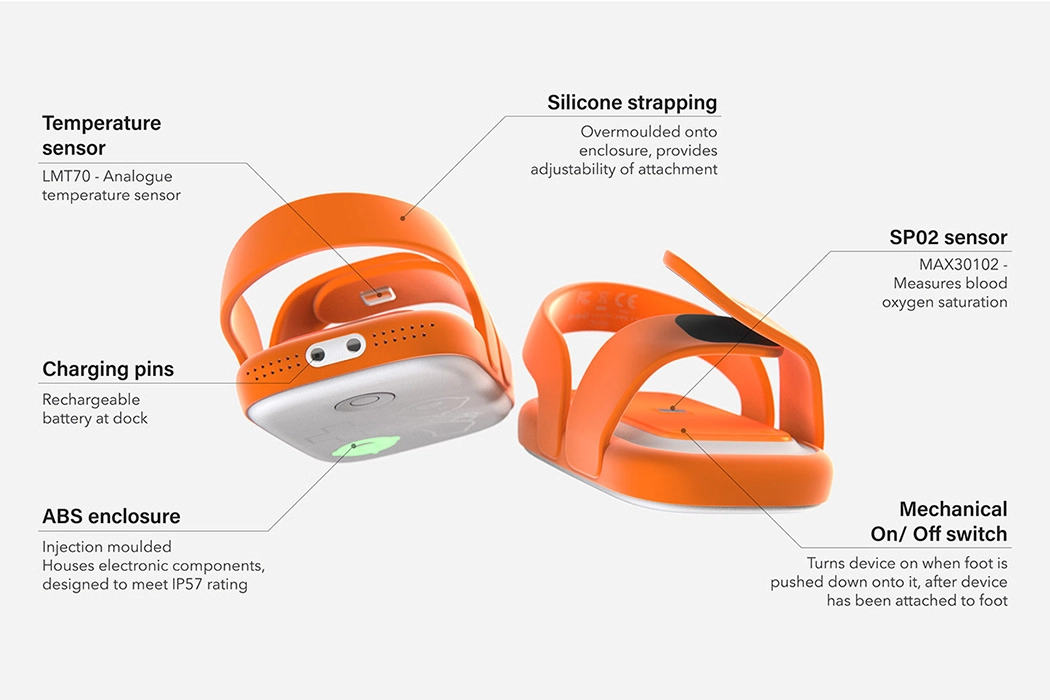 Temperature
sensor
LMT70 - Analogue
temperature sensor
Silicone strapping
Overmoulded onto
enclosure, provides
adjustability of attachment
SP02 sensor
MAX30102 -
Measures blood
oxygen saturation
Charging pins
Rechargeable
battery at dock
ABS enclosure
Injection moulded
Houses electronic components,
designed to meet IP57 rating
Mechanical
On/ Off switch
Turns device on when foot is
pushed down onto it, after device
has been attached to foot